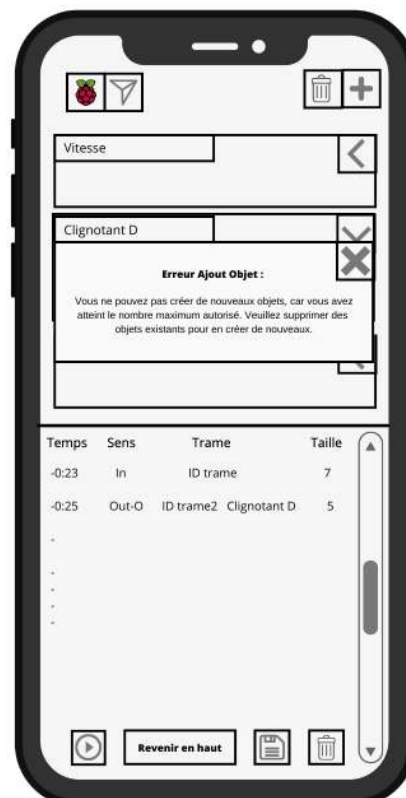 Vitesse
Clignotant D
Erreur Ajout Objet :
Vous ne pouvez pas créer de nouveaux objets, car vous avez
atteint le nombre maximum autorisé. Veuillez supprimer des
objets existants pour en créer de nouveaux.
Temps Sens Trame Taille
-0:23 In ID trame 7
-0:25 Out-O ID trame2 Clignotant D 5
-
-
-
-
-
Revenir en haut